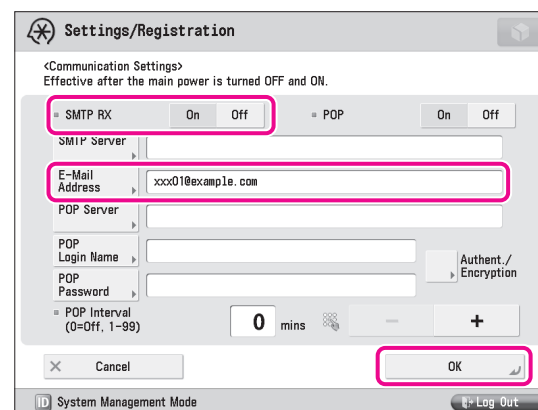 Settings/Registration
<Communication Settings>
Effective after the main power is turned OFF and ON.
SMTP RX On Off POP On Off
SMTP Server
E-Mail
Address xxx01@example.com
POP Server
POP
Login Name
Authent./
Encryption
POP
Password
POP Interval
(0=Off, 1-99) 0 mins − +
× Cancel OK
ID System Management Mode Log Out